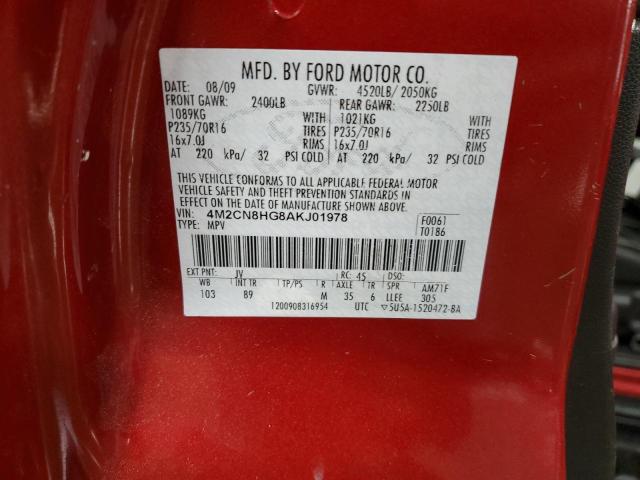 MFD. BY FORD MOTOR CO.
DATE: 08/09 GVWR: 4520LB/ 2050KG
FRONT GAWR: 2400LB REAR GAWR: 2250LB
1089KG WITH 1021KG WITH
P235/70R16 TIRES P235/70R16 TIRES
16x7.0J RIMS 16x7.0J RIMS
AT 220 kPa/ 32 PSI COLD AT 220 kPa/ 32 PSI COLD
THIS VEHICLE CONFORMS TO ALL APPLICABLE FEDERAL MOTOR
VEHICLE SAFETY AND THEFT PREVENTION STANDARDS IN
EFFECT ON THE DATE OF MANUFACTURE SHOWN ABOVE.
VIN: 4M2CN8HG8AKJ01978 F0061
TYPE: MPV T0186
EXT PNT: JV RC: 45 DSO:
WB INT TR TP/PS R AXLE TR SPR AM71F
103 89 M 35 6 LLEE 305
1200908316954 UTC ▽5U5A-1520472-BA